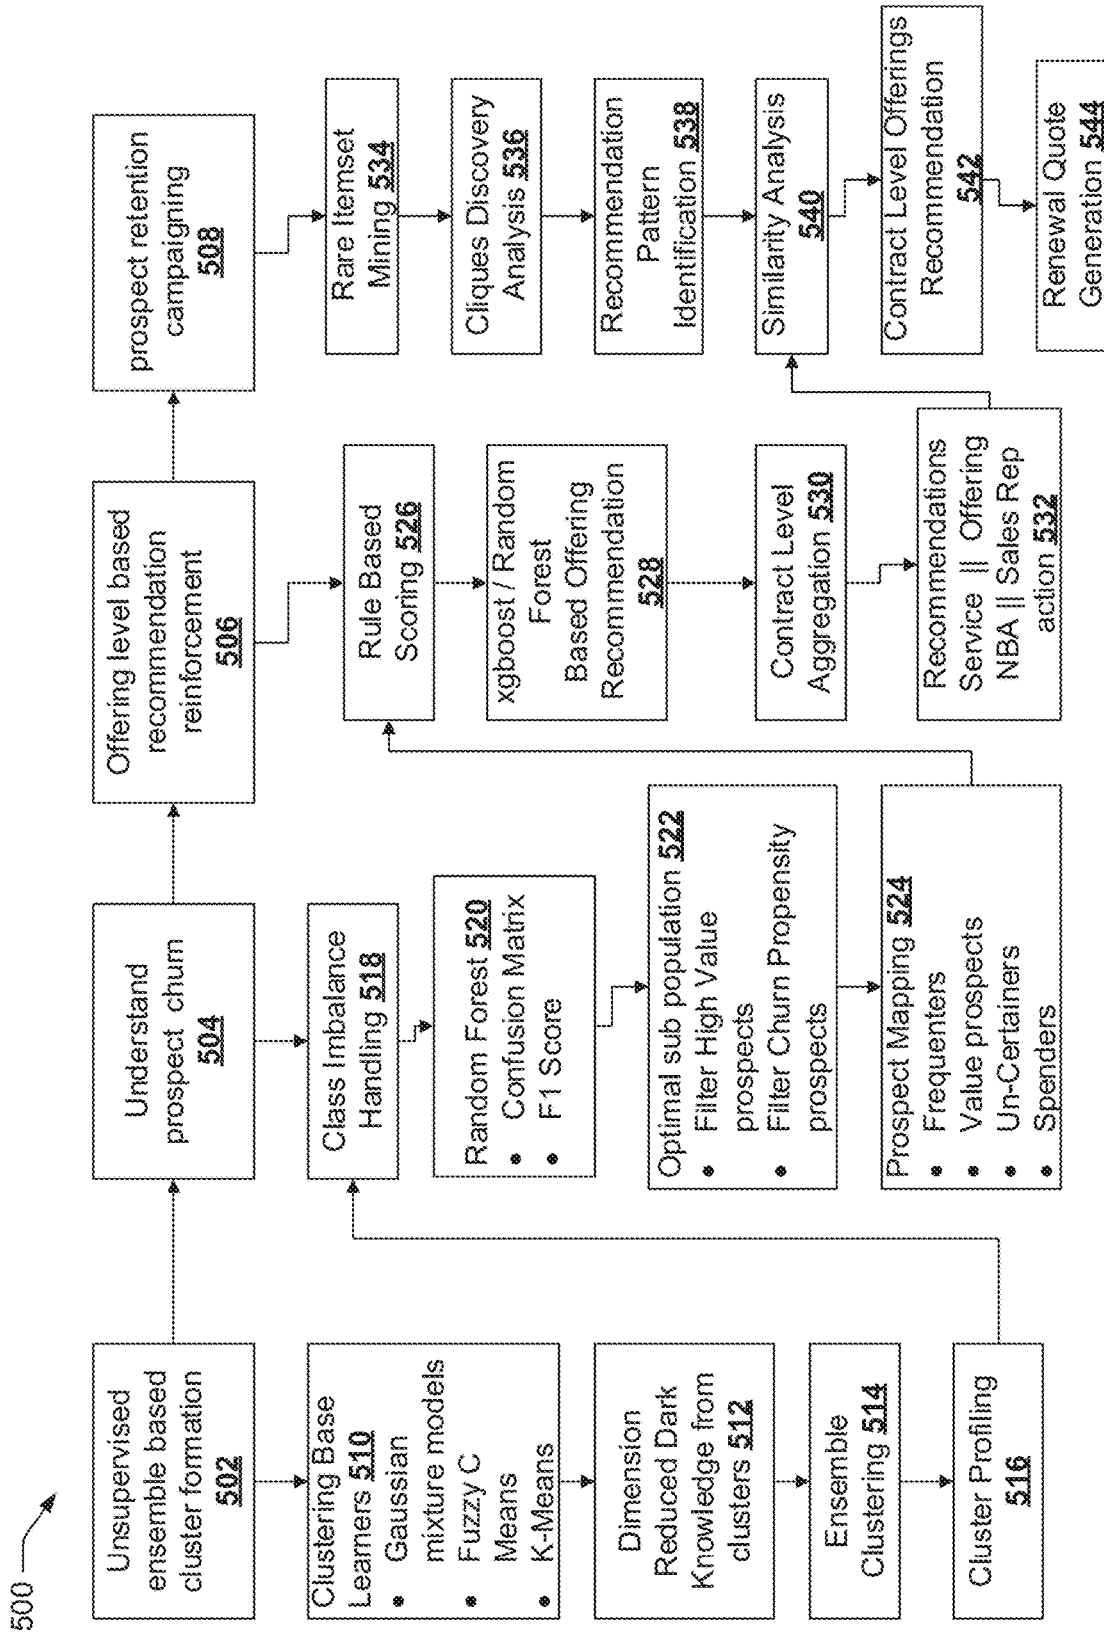 500
Unsupervised
ensemble based
cluster formation
502
Understand
prospect churn
504
Offering level based
recommendation
reinforcement
506
prospect retention
campaigning
508
Clustering Base
Learners 510
• Gaussian
mixture models
• Fuzzy C
Means
• K-Means
Dimension
Reduced Dark
Knowledge from
clusters 512
Ensemble
Clustering 514
Cluster Profiling
516
Class Imbalance
Handling 518
Random Forest 520
• Confusion Matrix
• F1 Score
Optimal sub population 522
• Filter High Value
prospects
• Filter Churn Propensity
prospects
Prospect Mapping 524
• Frequenters
• Value prospects
• Un-Certainers
• Spenders
Rule Based
Scoring 526
xgboost / Random
Forest
Based Offering
Recommendation
528
Contract Level
Aggregation 530
Recommendations
Service || Offering
NBA || Sales Rep
action 532
Rare Itemset
Mining 534
Cliques Discovery
Analysis 536
Recommendation
Pattern
Identification 538
Similarity Analysis
540
Contract Level Offerings
Recommendation
542
Renewal Quote
Generation 544